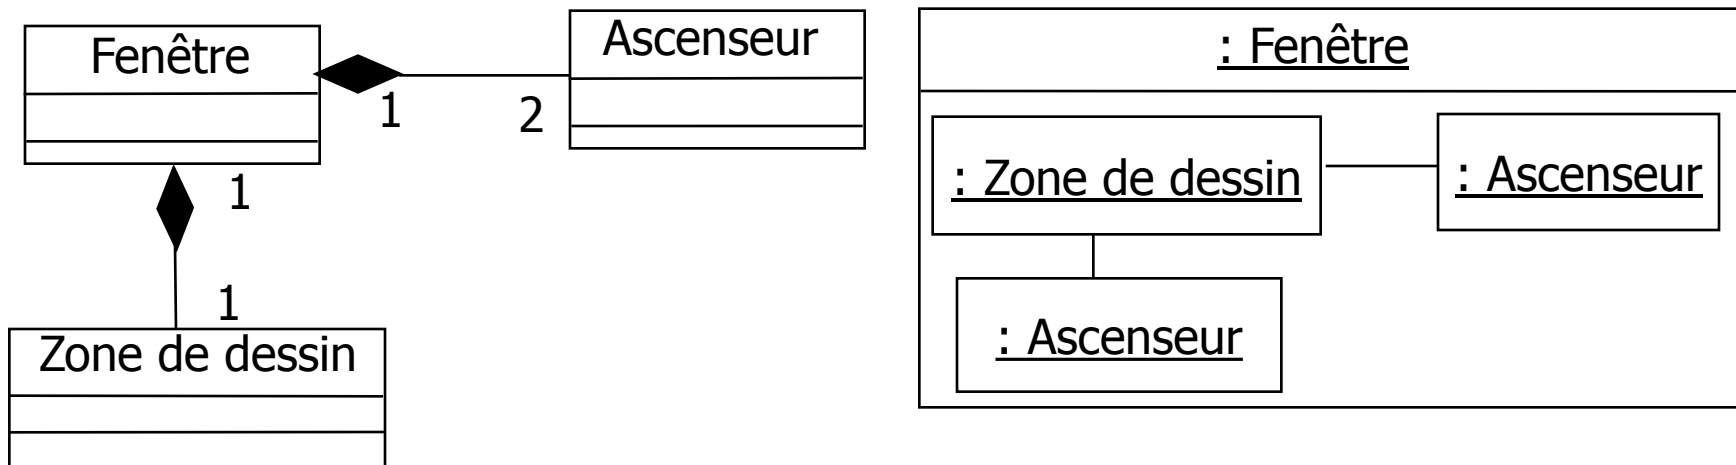 Fenêtre
1
2
Ascenseur
1
1
Zone de dessin
: Fenêtre
: Zone de dessin
: Ascenseur
: Ascenseur